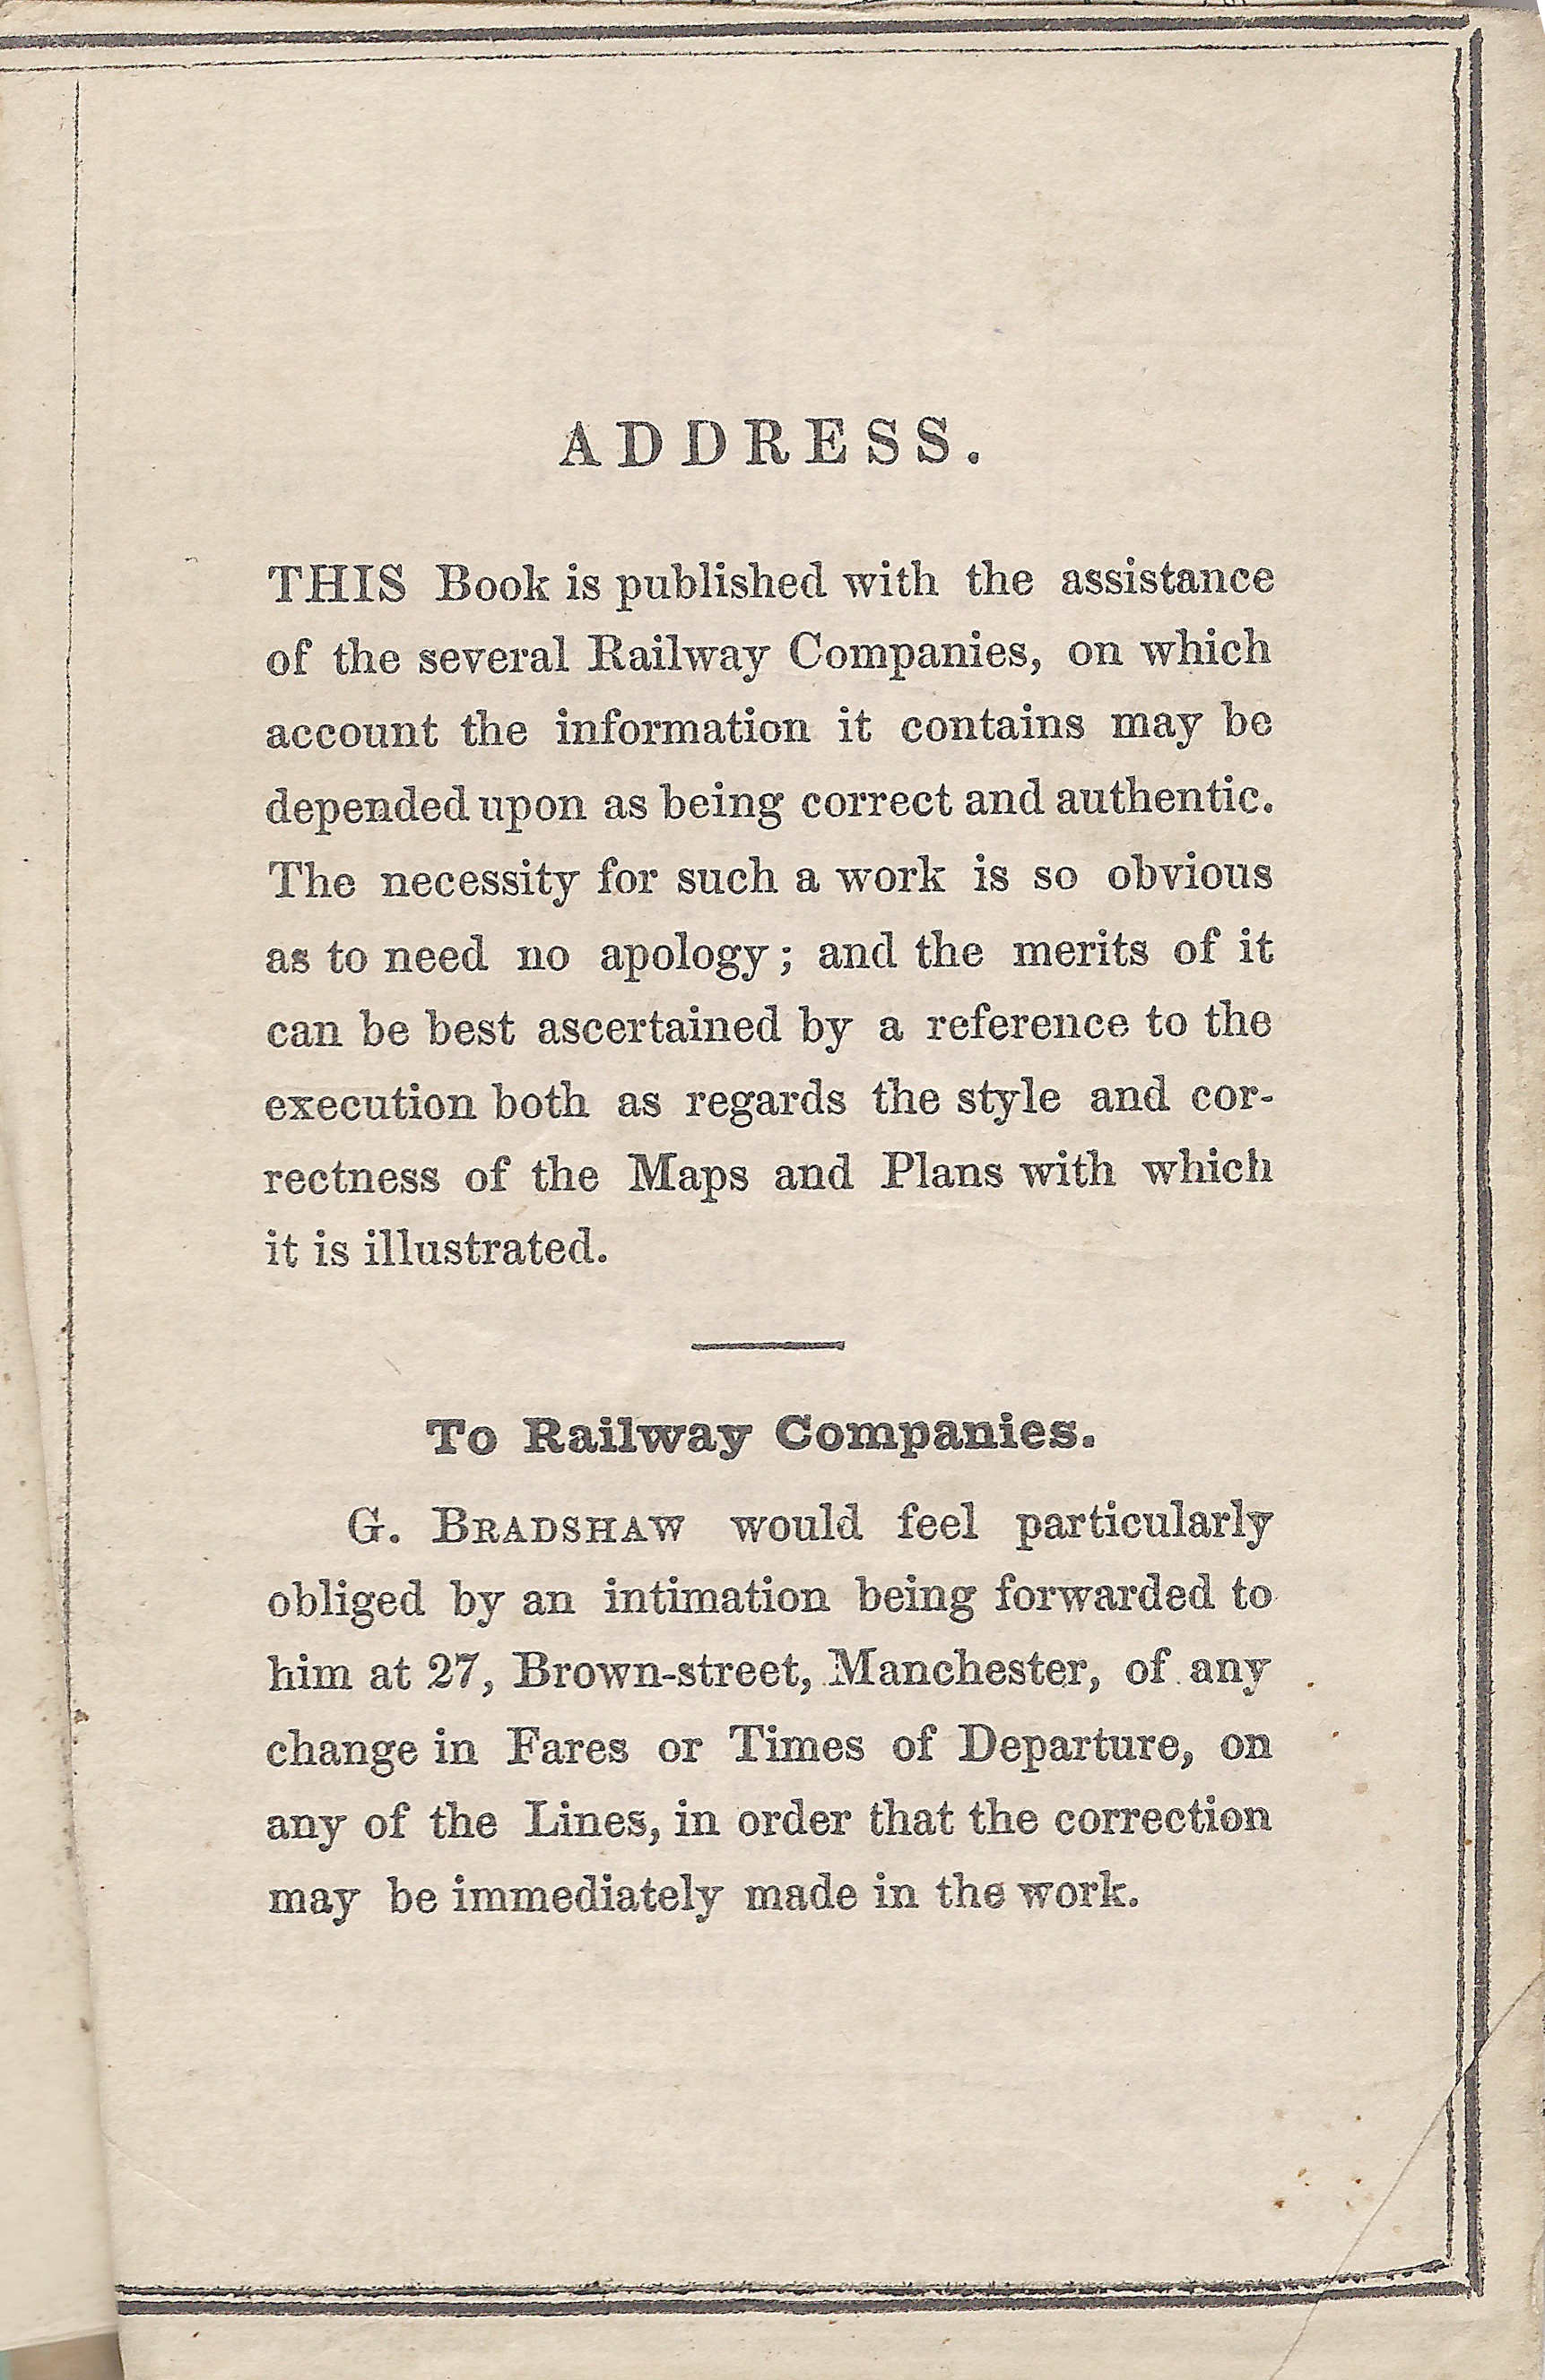 ADDRESS.
THIS Book is published with the assistance
of the several Railway Companies, on which
account the information it contains may be
depended upon as being correct and authentic.
The necessity for such a work is so obvious
as to need no apology; and the merits of it
can be best ascertained by a reference to the
execution both as regards the style and cor-
rectness of the Maps and Plans with which
it is illustrated.
To Railway Companies.
G. BRADSHAW would feel particularly
obliged by an intimation being forwarded to
him at 27, Brown-street, Manchester, of any
change in Fares or Times of Departure, on
any of the Lines, in order that the correction
may be immediately made in the work.